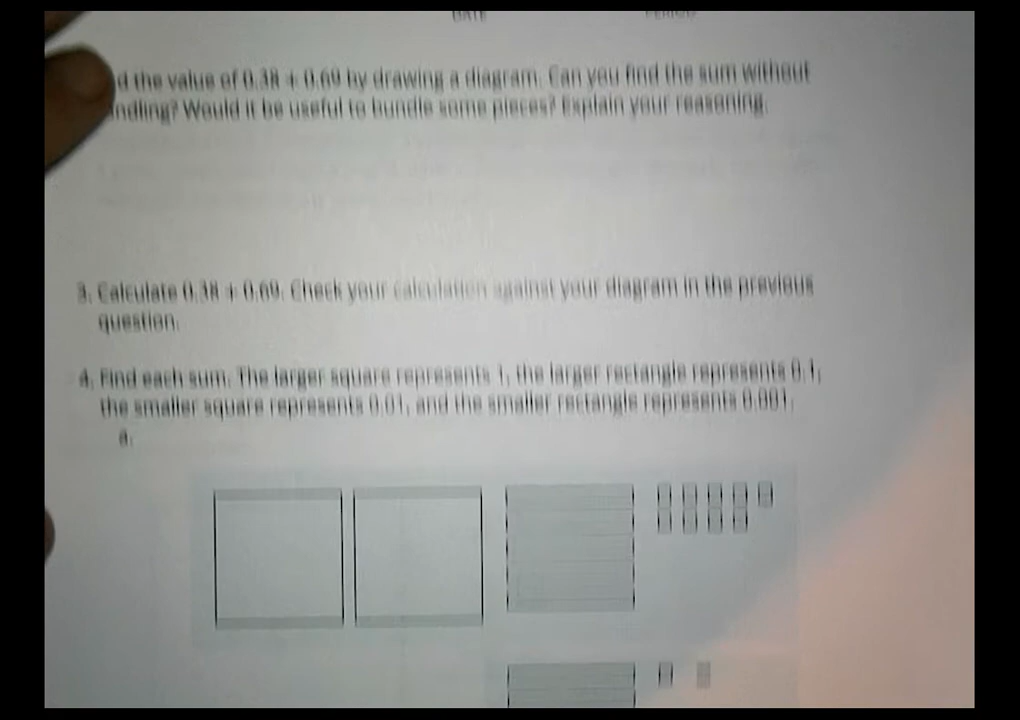 DATE PERIOD
d the value of 0.38 + 0.69 by drawing a diagram. Can you find the sum without
ndling? Would it be useful to bundle some pieces? Explain your reasoning.
3. Calculate 0.38 + 0.69. Check your calculation against your diagram in the previous
question.
4. Find each sum. The larger square represents 1, the larger rectangle represents 0.1,
the smaller square represents 0.01, and the smaller rectangle represents 0.001.
a.